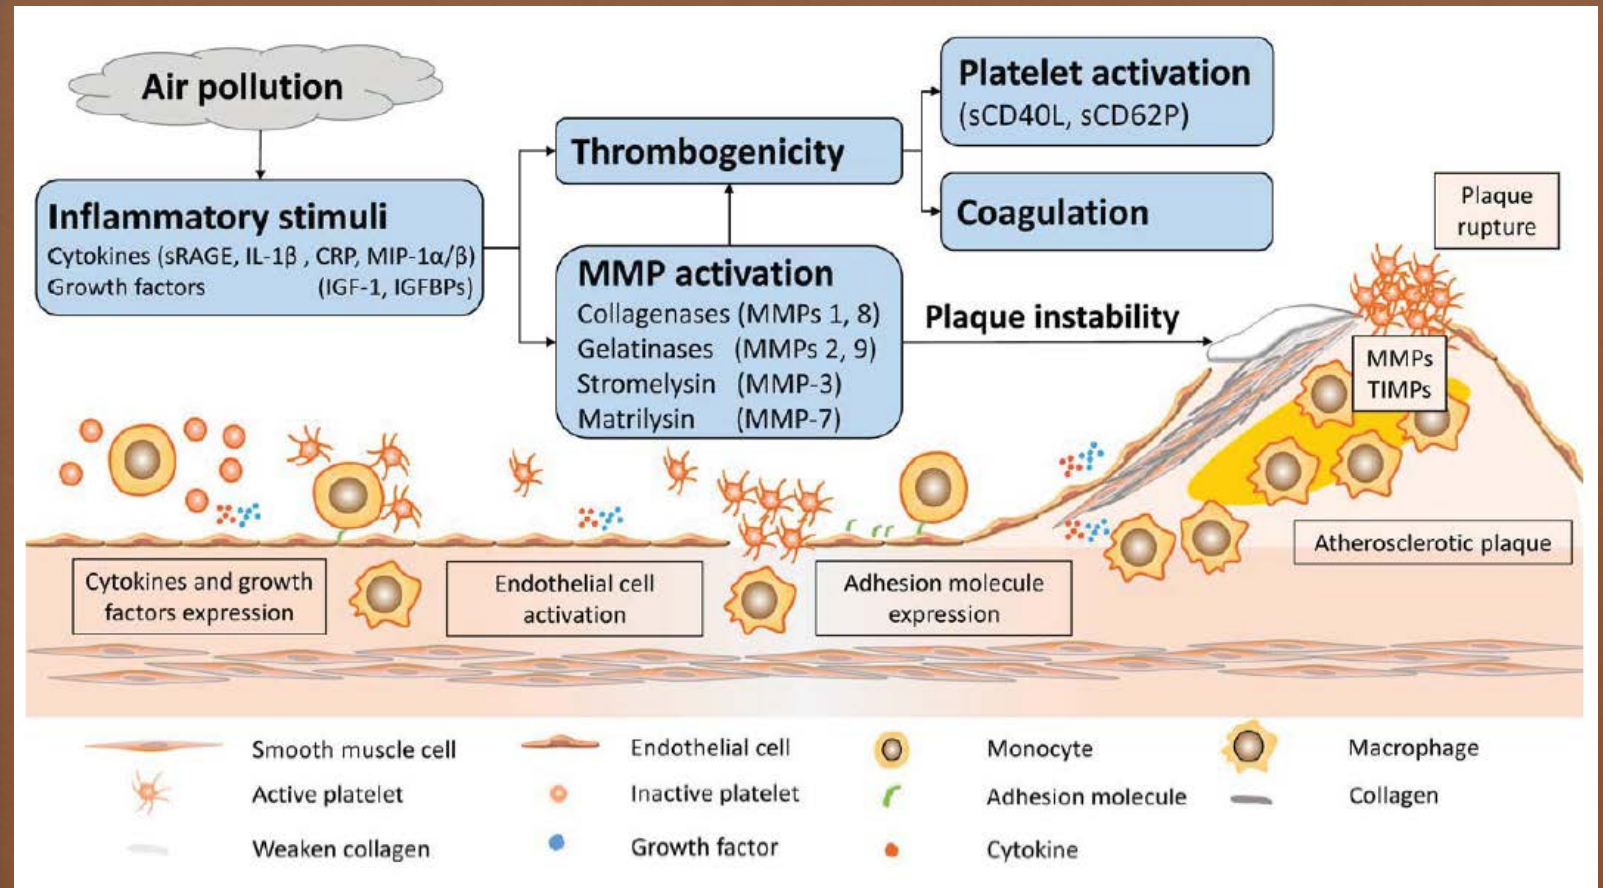 Air pollution
Inflammatory stimuli
Cytokines (sRAGE, IL-1β , CRP, MIP-1α/β)
Growth factors (IGF-1, IGFBPs)
Thrombogenicity
MMP activation
Collagenases (MMPs 1, 8)
Gelatinases (MMPs 2, 9)
Stromelysin (MMP-3)
Matrilysin (MMP-7)
Platelet activation
(sCD40L, sCD62P)
Coagulation
Plaque instability
Plaque
rupture
MMPs
TIMPs
Atherosclerotic plaque
Cytokines and growth
factors expression
Endothelial cell
activation
Adhesion molecule
expression
Smooth muscle cell
Endothelial cell
Monocyte
Macrophage
Active platelet
Inactive platelet
Adhesion molecule
Collagen
Weaken collagen
Growth factor
Cytokine